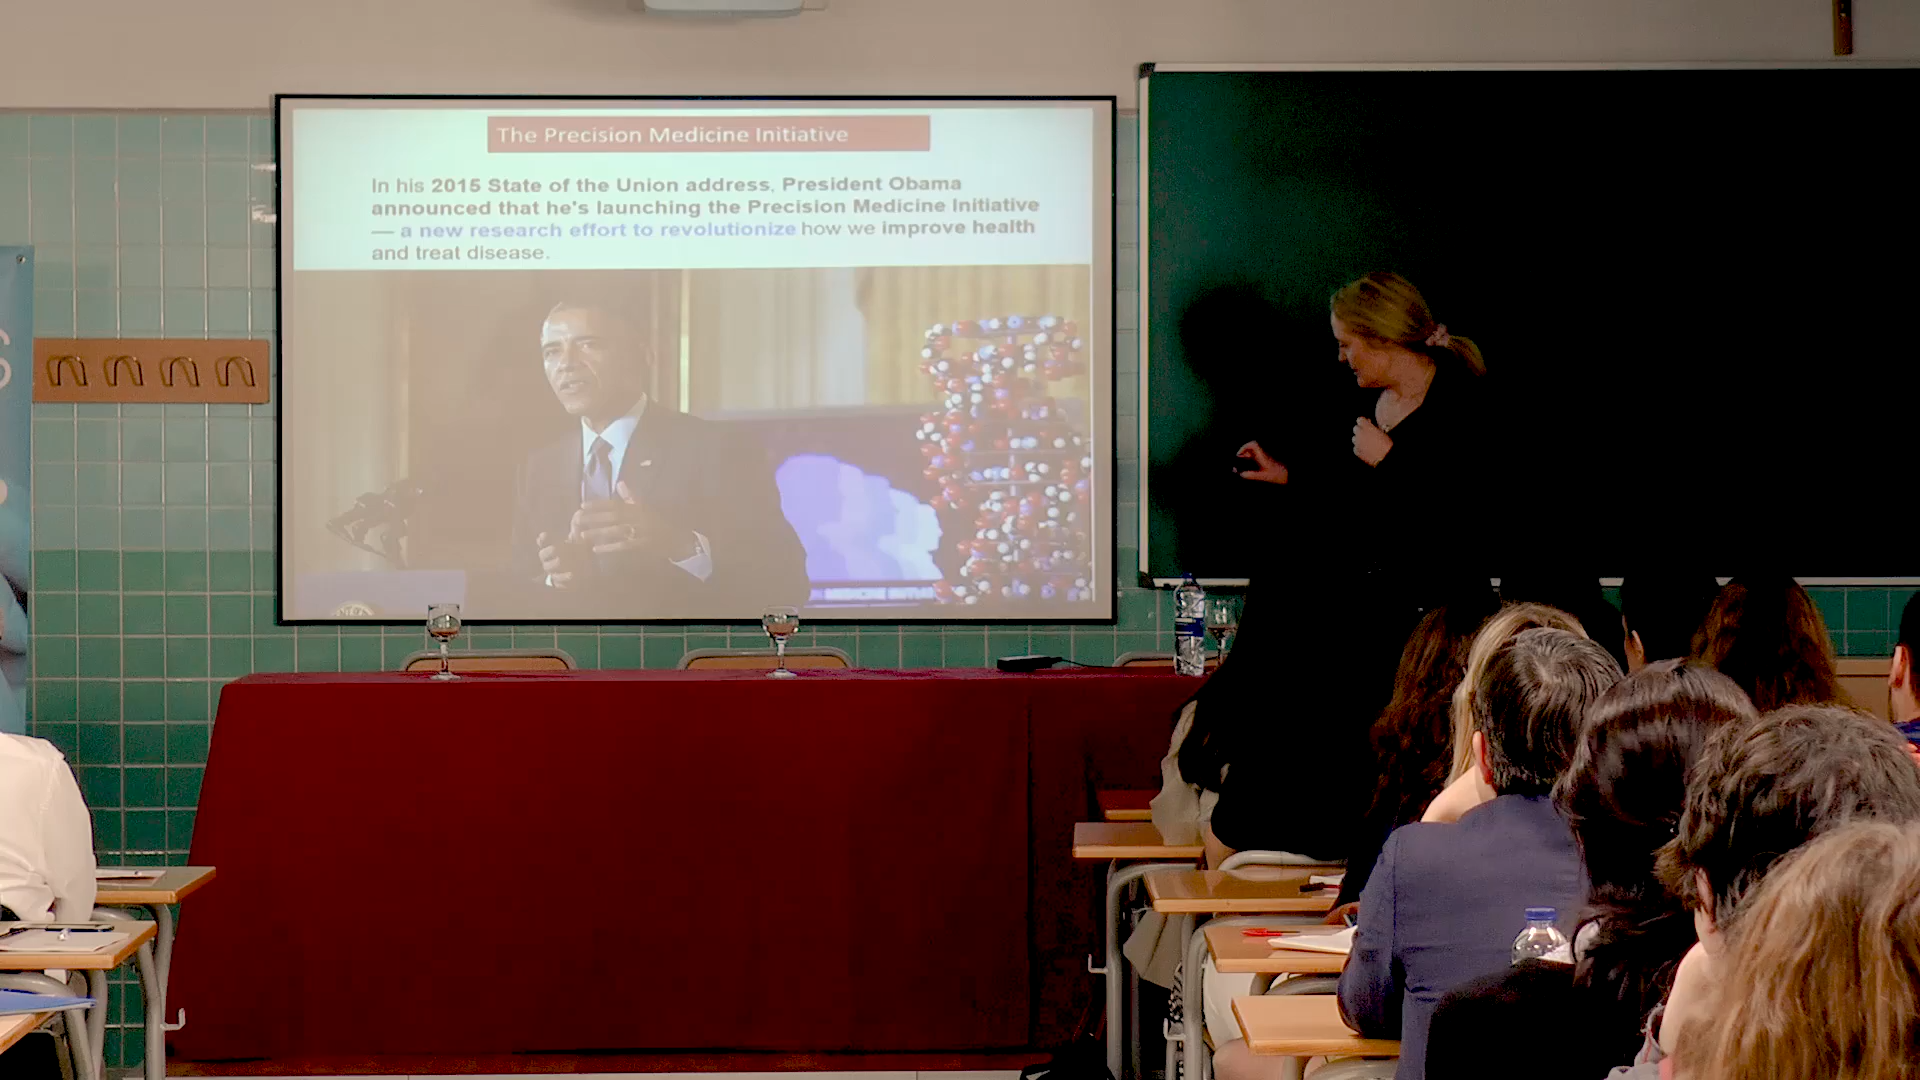 The Precision Medicine Initiative
In his 2015 State of the Union address, President Obama
announced that he's launching the Precision Medicine Initiative
— a new research effort to revolutionize how we improve health
and treat disease.